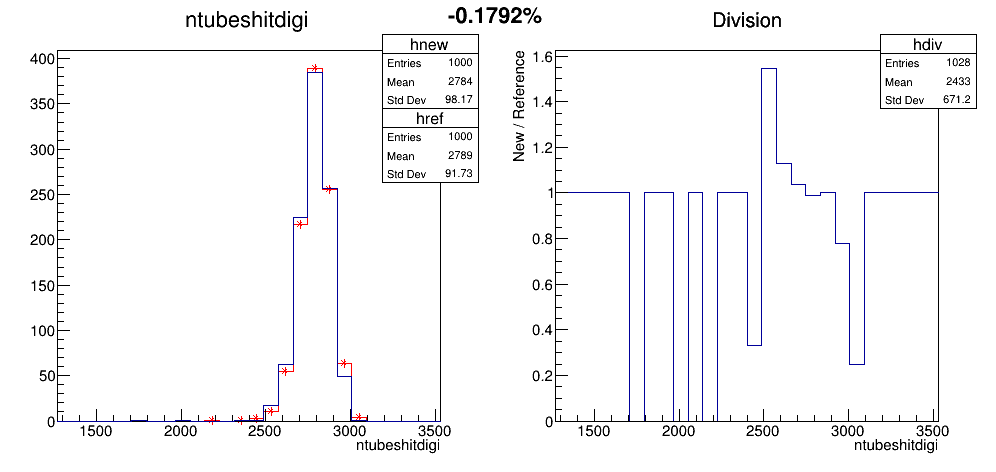 ntubeshitdigi
-0.1792%
Division
hnew
Entries 1000
Mean 2784
Std Dev 98.17
href
Entries 1000
Mean 2789
Std Dev 91.73
400
350
300
250
200
150
100
50
0
1500 2000 2500 3000 3500
ntubeshitdigi
hdiv
Entries 1028
Mean 2433
Std Dev 671.2
New / Reference
1.6
1.4
1.2
1
0.8
0.6
0.4
0.2
0
1500 2000 2500 3000 3500
ntubeshitdigi